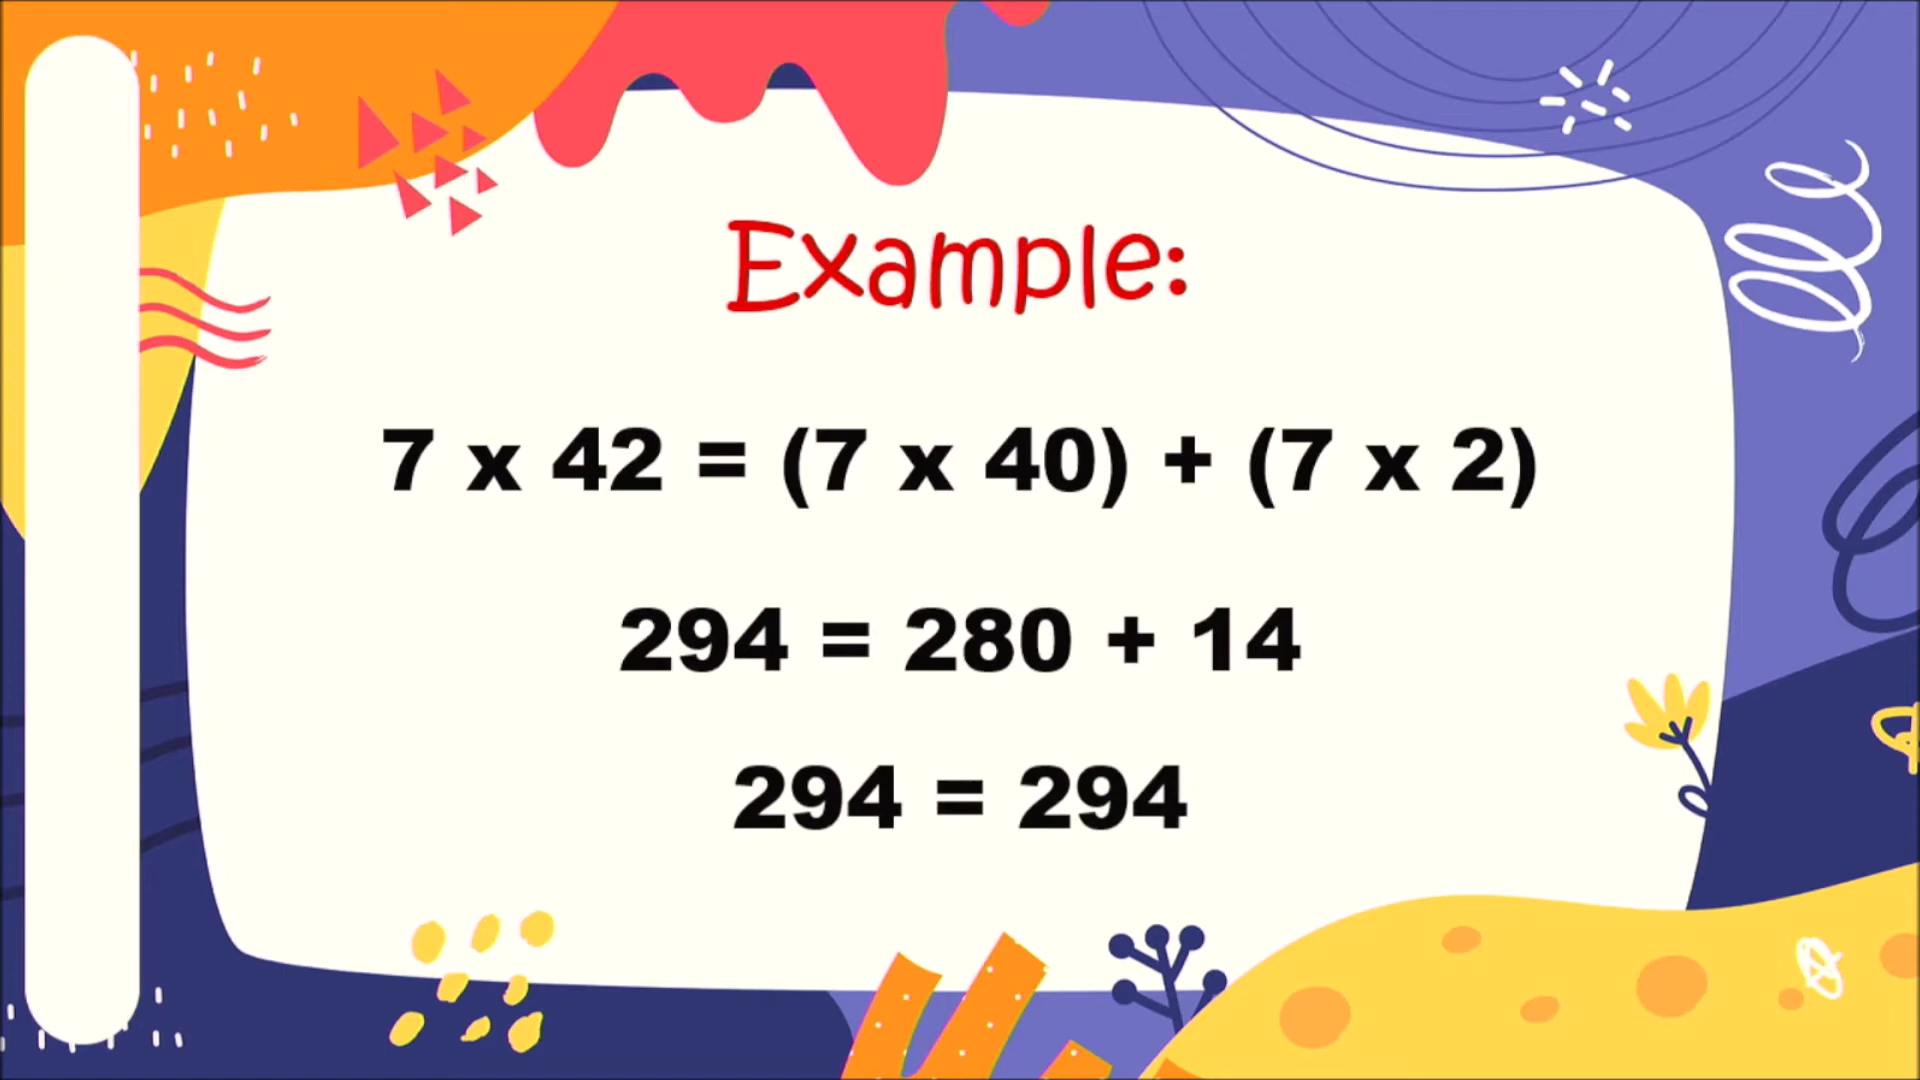 Example:
7 x 42 = (7 x 40) + (7 x 2)
294 = 280 + 14
294 = 294